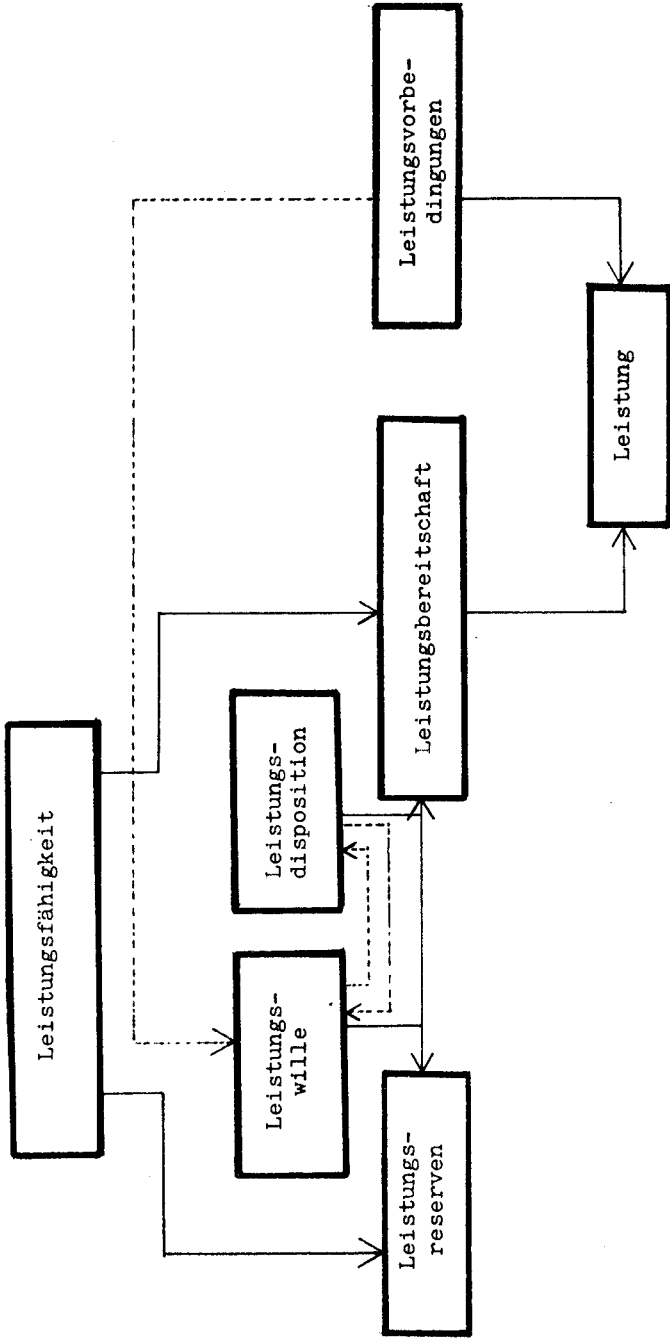 Leistungsfähigkeit
Leistungs-
wille
Leistungs-
disposition
Leistungs-
reserven
Leistungsbereitschaft
Leistungsvorbe-
dingungen
Leistung